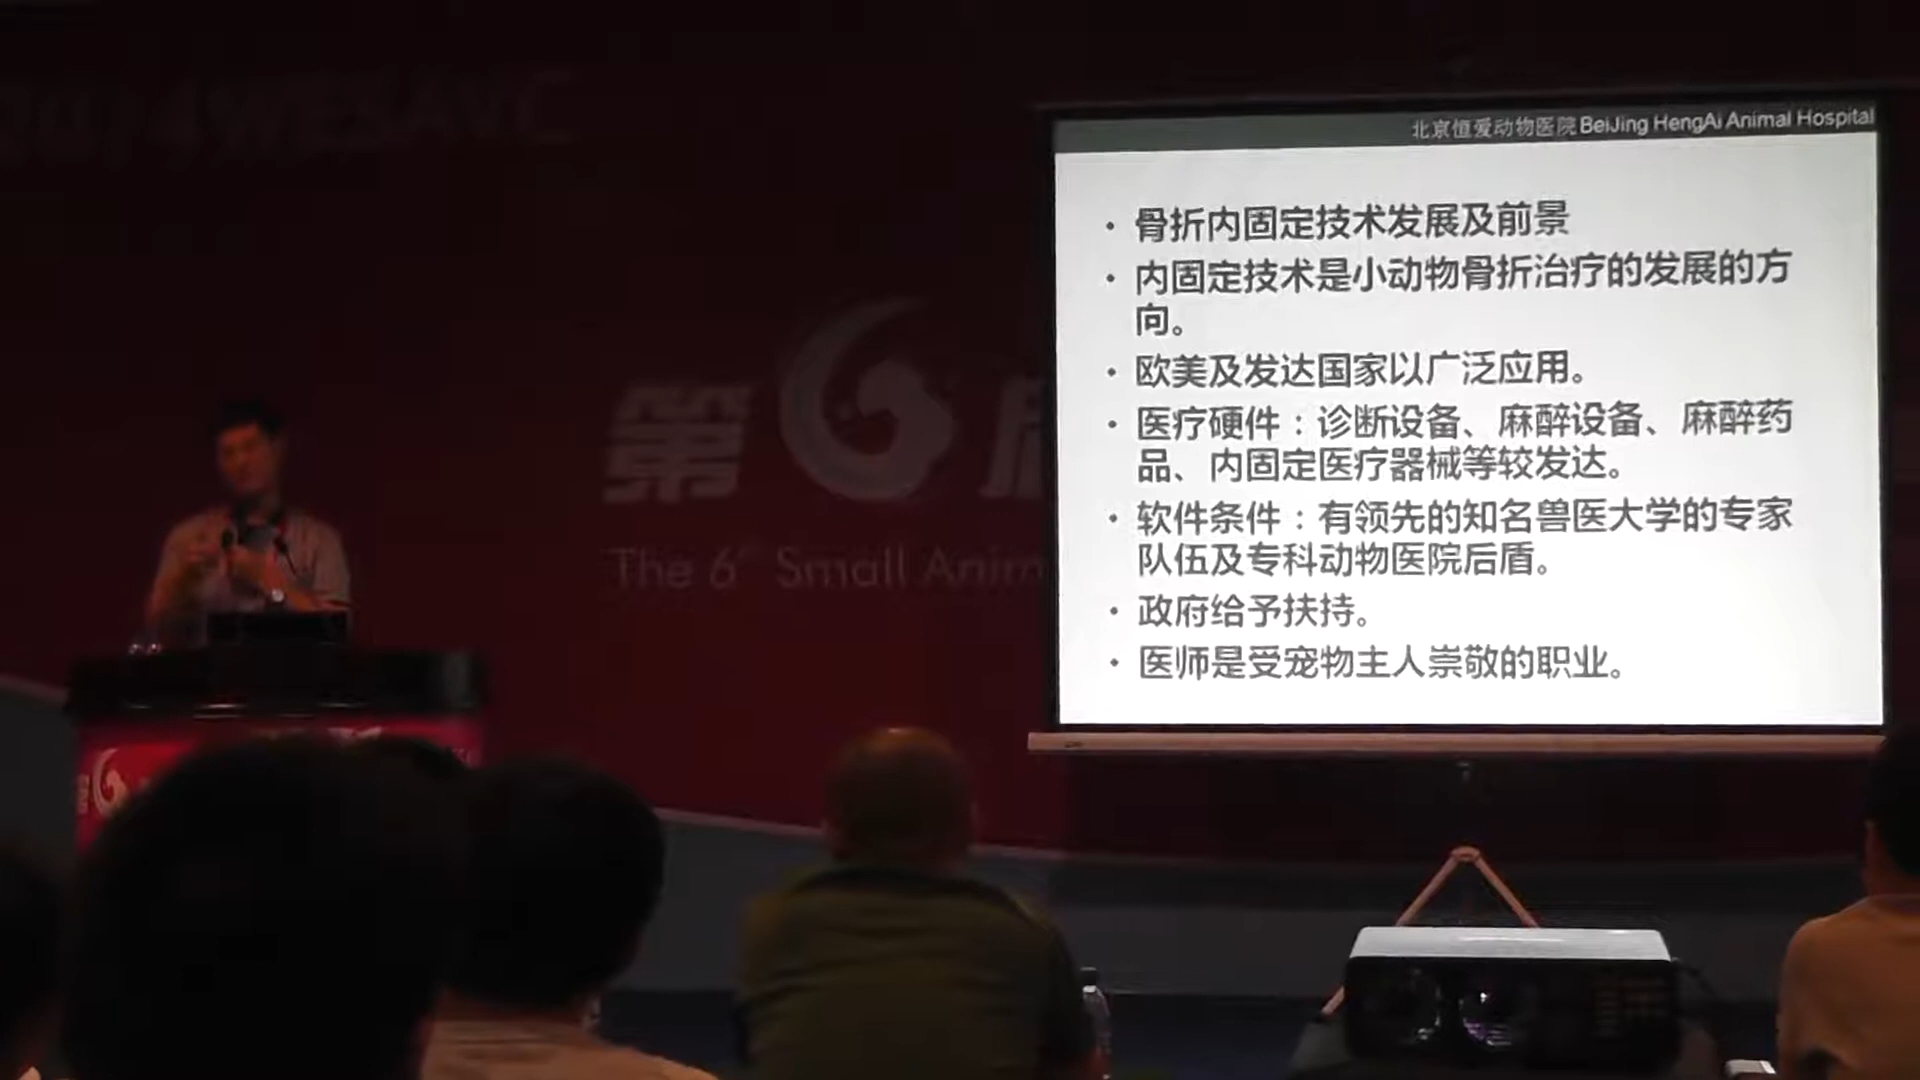 2014WESAVC
第6届
The 6th Small Anim
北京恒爱动物医院 BeiJing HengAi Animal Hospital
• 骨折内固定技术发展及前景
• 内固定技术是小动物骨折治疗的发展的方
向。
• 欧美及发达国家以广泛应用。
• 医疗硬件：诊断设备、麻醉设备、麻醉药
品、内固定医疗器械等较发达。
• 软件条件：有领先的知名兽医大学的专家
队伍及专科动物医院后盾。
• 政府给予扶持。
• 医师是受宠物主人崇敬的职业。